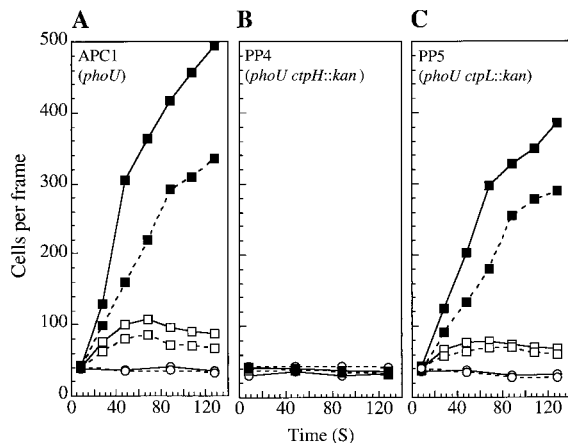 A
B
C
APC1
(phoU)
PP4
(phoU ctpH::kan)
PP5
(phoU ctpL::kan)
Cells per frame
500
400
300
200
100
0
0 40 80 120
0 40 80 120
0 40 80 120
Time (S)